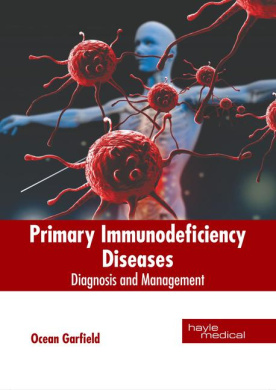 Primary Immunodeficiency
Diseases
Diagnosis and Management
hayle
medical
Ocean Garfield